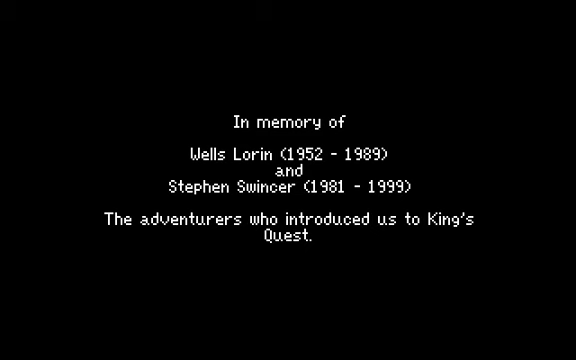 In memory of
Wells Lorin (1952 - 1989)
and
Stephen Swincer (1981 - 1999)
The adventurers who introduced us to King's
Quest.